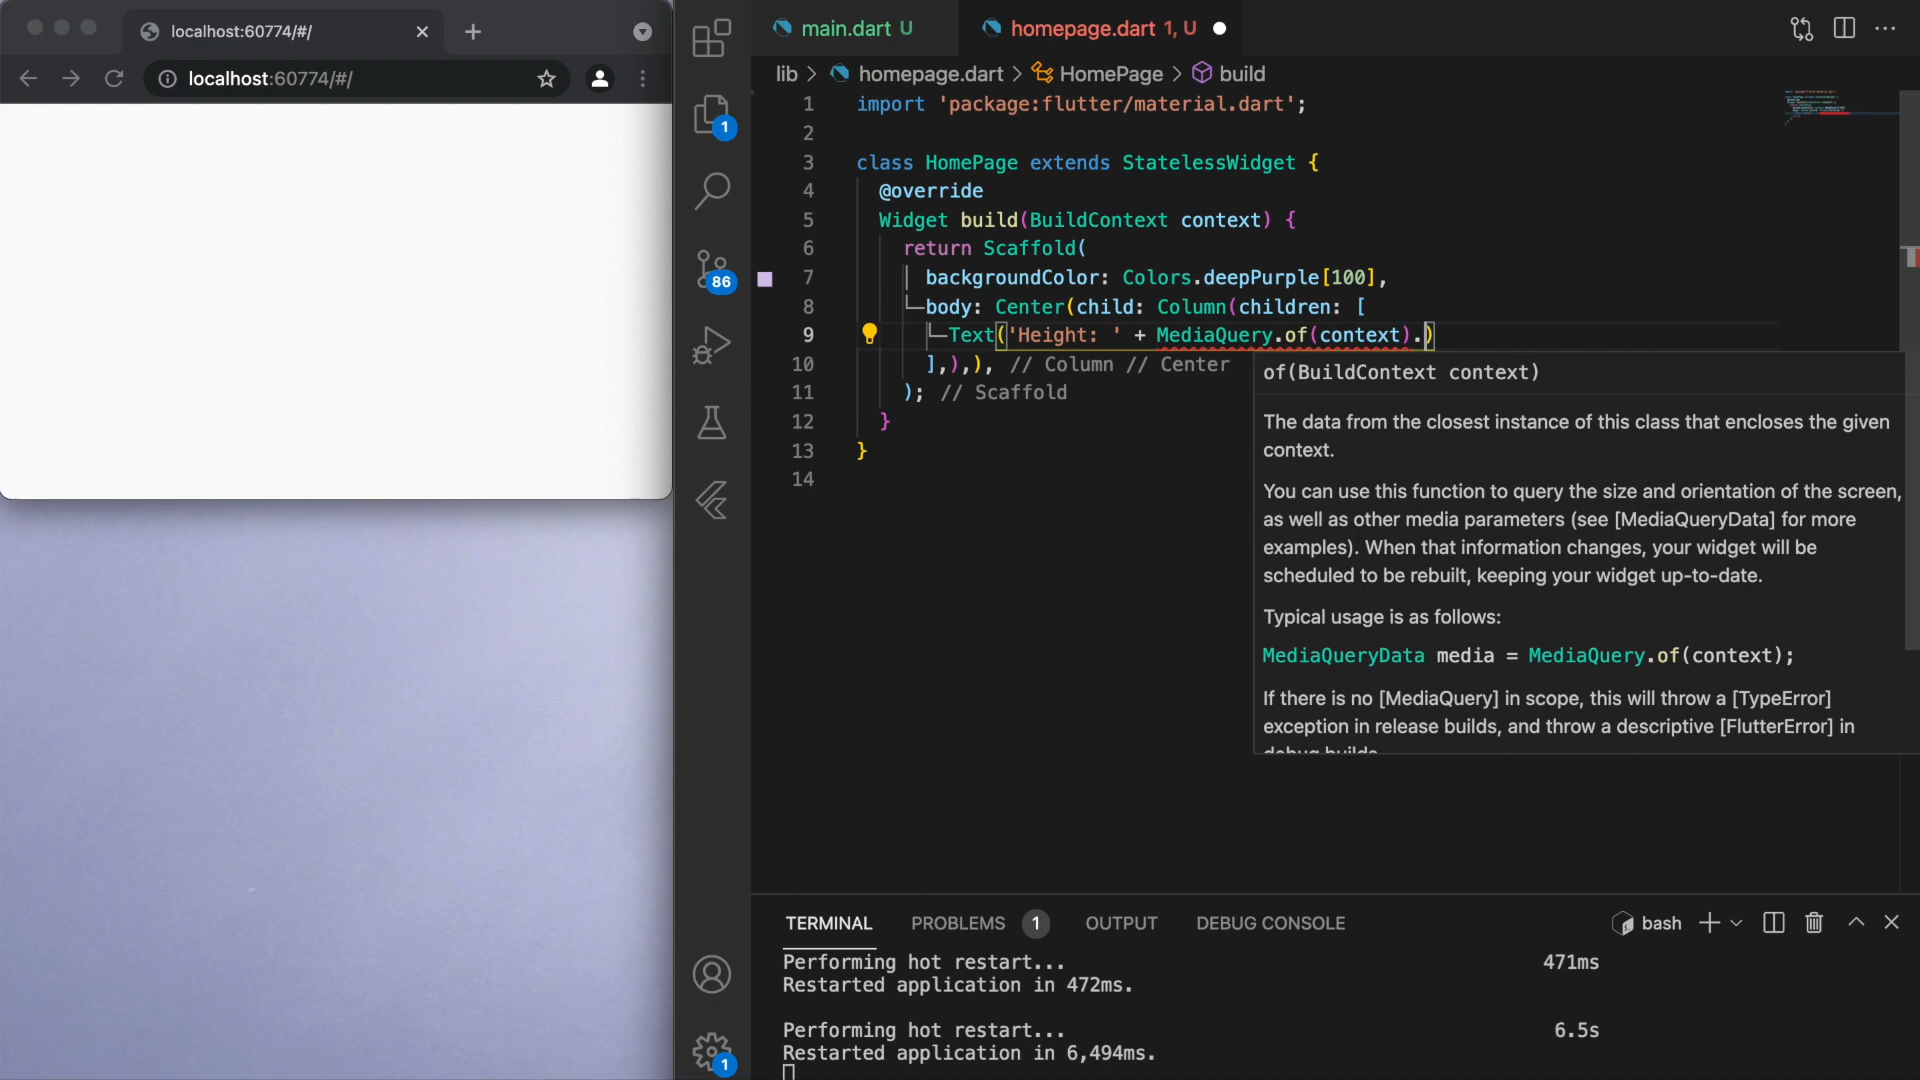 localhost:60774/#/
localhost:60774/#/
main.dart U
homepage.dart 1, U
lib > homepage.dart > HomePage > build
1 import 'package:flutter/material.dart';
2
3 class HomePage extends StatelessWidget {
4 @override
5 Widget build(BuildContext context) {
6 return Scaffold(
7 backgroundColor: Colors.deepPurple[100],
8 body: Center(child: Column(children: [
9 Text('Height: ' + MediaQuery.of(context).)
10 ],),), // Column // Center
11 ); // Scaffold
12 }
13 }
14
of(BuildContext context)
The data from the closest instance of this class that encloses the given
context.
You can use this function to query the size and orientation of the screen,
as well as other media parameters (see [MediaQueryData] for more
examples). When that information changes, your widget will be
scheduled to be rebuilt, keeping your widget up-to-date.
Typical usage is as follows:
MediaQueryData media = MediaQuery.of(context);
If there is no [MediaQuery] in scope, this will throw a [TypeError]
exception in release builds, and throw a descriptive [FlutterError] in
debug builds
1
86
1
TERMINAL PROBLEMS 1 OUTPUT DEBUG CONSOLE
bash
Performing hot restart... 471ms
Restarted application in 472ms.
Performing hot restart... 6.5s
Restarted application in 6,494ms.